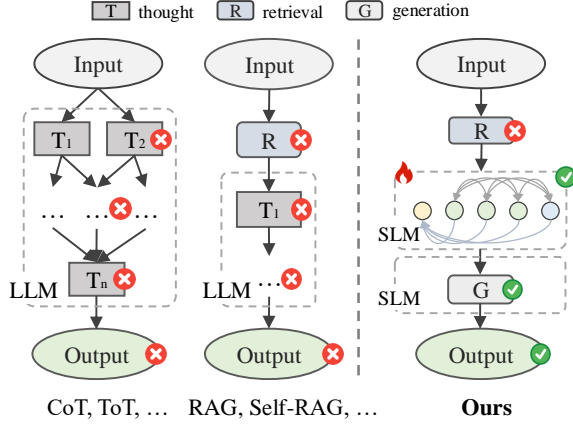 T thought R retrieval G generation
Input Input Input
R R
T1 T2
T1
... ... ... SLM
Tn ... G
LLM LLM SLM
Output Output Output
CoT, ToT, ... RAG, Self-RAG, ... Ours